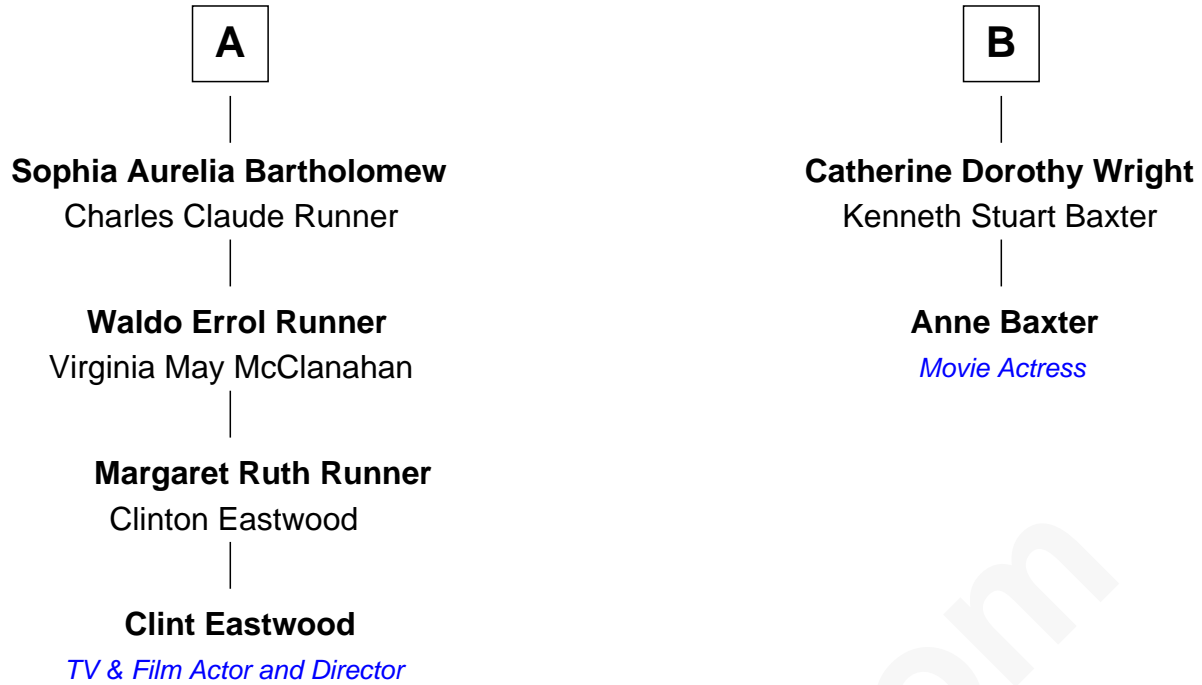 A
Sophia Aurelia Bartholomew
Charles Claude Runner
Waldo Errol Runner
Virginia May McClanahan
Margaret Ruth Runner
Clinton Eastwood
Clint Eastwood
TV & Film Actor and Director
B
Catherine Dorothy Wright
Kenneth Stuart Baxter
Anne Baxter
Movie Actress
om